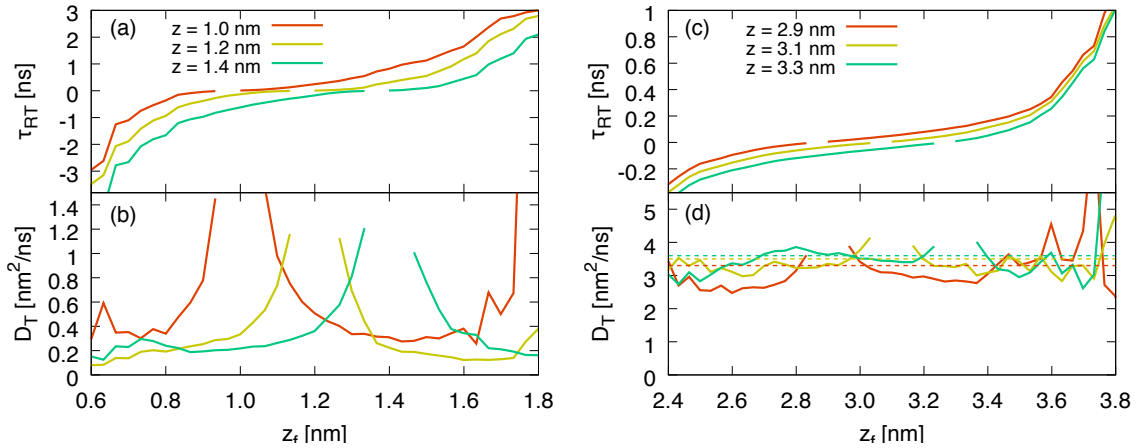 (a)
z = 1.0 nm
z = 1.2 nm
z = 1.4 nm
τRT [ns]
3
2
1
0
-1
-2
-3
(b)
DT [nm²/ns]
1.4
1.2
1
0.8
0.6
0.4
0.2
0
0.6 0.8 1.0 1.2 1.4 1.6 1.8
zf [nm]
(c)
z = 2.9 nm
z = 3.1 nm
z = 3.3 nm
τRT [ns]
1
0.8
0.6
0.4
0.2
0
-0.2
(d)
DT [nm²/ns]
5
4
3
2
1
0
2.4 2.6 2.8 3.0 3.2 3.4 3.6 3.8
zf [nm]